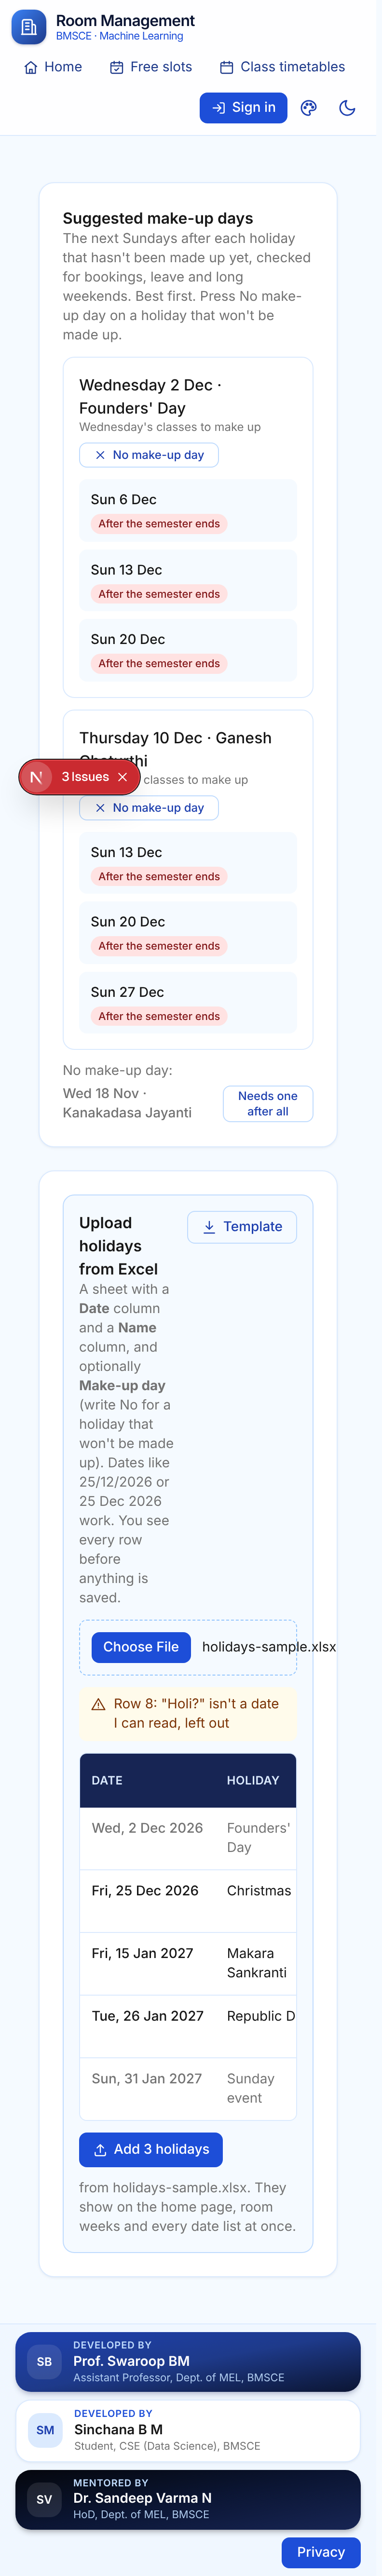 Room Management
BMSCE · Machine Learning
Home
Free slots
Class timetables
Sign in
Suggested make-up days
The next Sundays after each holiday
that hasn't been made up yet, checked
for bookings, leave and long
weekends. Best first. Press No make-
up day on a holiday that won't be
made up.
Wednesday 2 Dec ·
Founders' Day
Wednesday's classes to make up
No make-up day
Sun 6 Dec
After the semester ends
Sun 13 Dec
After the semester ends
Sun 20 Dec
After the semester ends
Thursday 10 Dec · Ganesh
3 Issues
classes to make up
No make-up day
Sun 13 Dec
After the semester ends
Sun 20 Dec
After the semester ends
Sun 27 Dec
After the semester ends
No make-up day:
Wed 18 Nov ·
Kanakadasa Jayanti
Needs one
after all
Upload
holidays
from Excel
Template
A sheet with a
Date column
and a Name
column, and
optionally
Make-up day
(write No for a
holiday that
won't be made
up). Dates like
25/12/2026 or
25 Dec 2026
work. You see
every row
before
anything is
saved.
Choose File holidays-sample.xlsx
Row 8: "Holi?" isn't a date
I can read, left out
DATE HOLIDAY
Wed, 2 Dec 2026 Founders'
Day
Fri, 25 Dec 2026 Christmas
Fri, 15 Jan 2027 Makara
Sankranti
Tue, 26 Jan 2027 Republic D
Sun, 31 Jan 2027 Sunday
event
Add 3 holidays
from holidays-sample.xlsx. They
show on the home page, room
weeks and every date list at once.
SB
DEVELOPED BY
Prof. Swaroop BM
Assistant Professor, Dept. of MEL, BMSCE
SM
DEVELOPED BY
Sinchana B M
Student, CSE (Data Science), BMSCE
SV
MENTORED BY
Dr. Sandeep Varma N
HoD, Dept. of MEL, BMSCE
Privacy